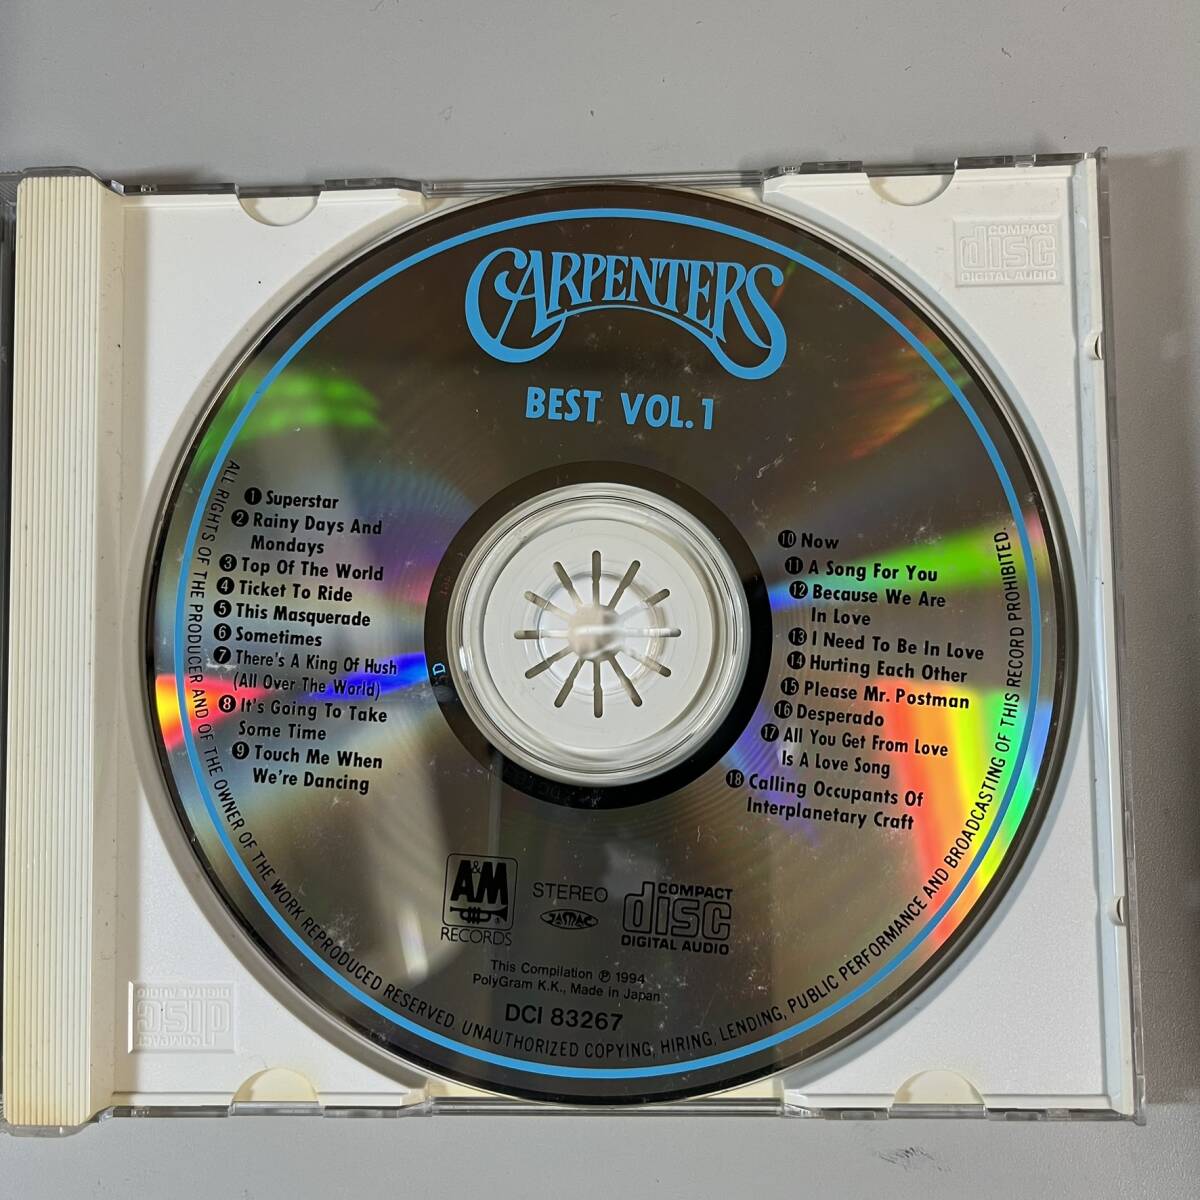 CARPENTERS
BEST VOL.1
1 Superstar
2 Rainy Days And
Mondays
3 Top Of The World
4 Ticket To Ride
5 This Masquerade
6 Sometimes
7 There's A King Of Hush
(All Over The World)
8 It's Going To Take
Some Time
9 Touch Me When
We're Dancing
10 Now
11 A Song For You
12 Because We Are
In Love
13 I Need To Be In Love
14 Hurting Each Other
15 Please Mr. Postman
16 Desperado
17 All You Get From Love
Is A Love Song
18 Calling Occupants Of
Interplanetary Craft
A&M
RECORDS
STEREO
JASRAC
COMPACT
disc
DIGITAL AUDIO
This Compilation ℗ 1994
PolyGram K.K., Made in Japan
DCI 83267
ALL RIGHTS OF THE PRODUCER AND OF THE OWNER OF THE WORK REPRODUCED RESERVED. UNAUTHORIZED COPYING, HIRING, LENDING, PUBLIC PERFORMANCE AND BROADCASTING OF THIS RECORD PROHIBITED.
COMPACT
disc
DIGITAL AUDIO
COMPACT
disc
DIGITAL AUDIO